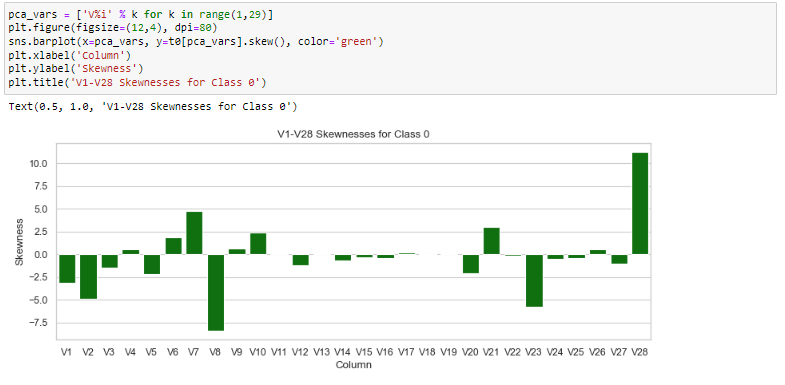 pca_vars = ['V%i' % k for k in range(1,29)]
plt.figure(figsize=(12,4), dpi=80)
sns.barplot(x=pca_vars, y=t0[pca_vars].skew(), color='green')
plt.xlabel('Column')
plt.ylabel('Skewness')
plt.title('V1-V28 Skewnesses for Class 0')
Text(0.5, 1.0, 'V1-V28 Skewnesses for Class 0')
V1-V28 Skewnesses for Class 0
10.0
7.5
5.0
2.5
0.0
−2.5
−5.0
−7.5
Skewness
V1 V2 V3 V4 V5 V6 V7 V8 V9 V10 V11 V12 V13 V14 V15 V16 V17 V18 V19 V20 V21 V22 V23 V24 V25 V26 V27 V28
Column